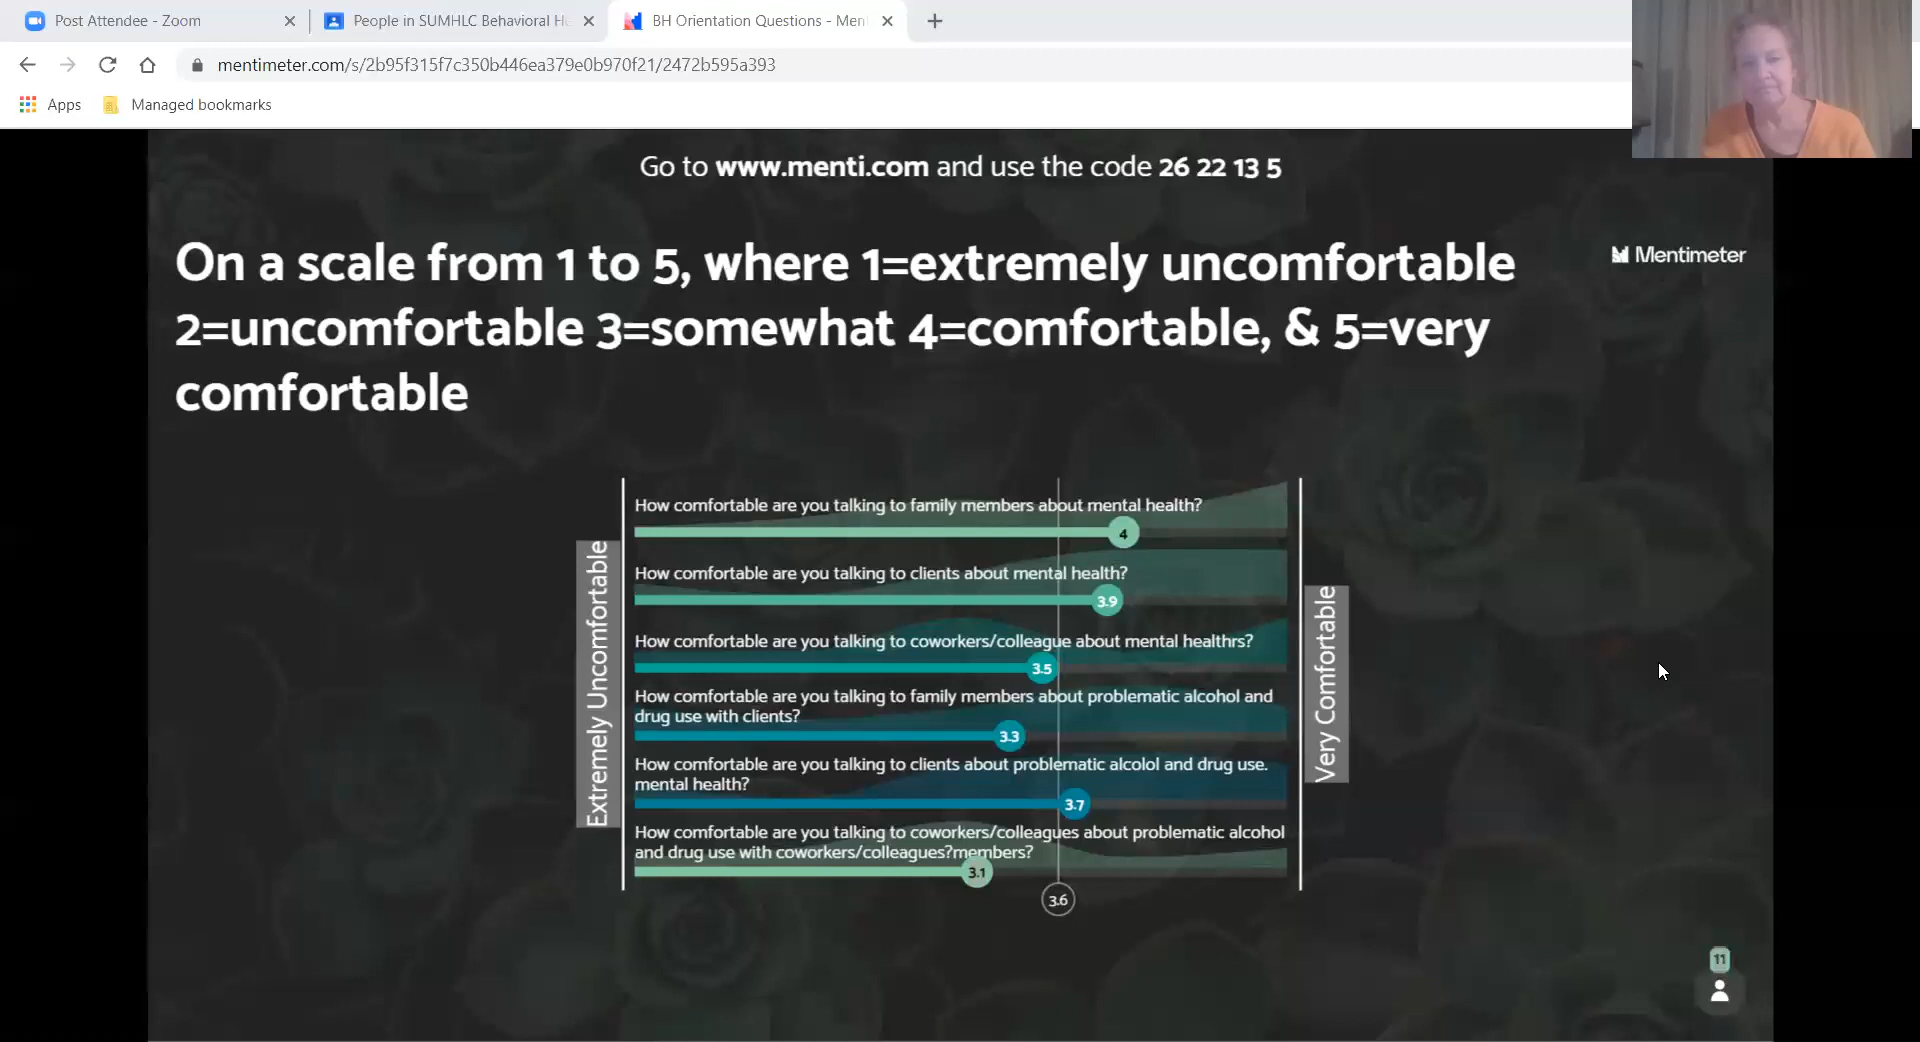 Post Attendee - Zoom
People in SUMHLC Behavioral H
BH Orientation Questions - Men
mentimeter.com/s/2b95f315f7c350b446ea379e0b970f21/2472b595a393
Apps
Managed bookmarks
Go to www.menti.com and use the code 26 22 13 5
On a scale from 1 to 5, where 1=extremely uncomfortable
2=uncomfortable 3=somewhat 4=comfortable, & 5=very
comfortable
Mentimeter
Extremely Uncomfortable
How comfortable are you talking to family members about mental health?
4
How comfortable are you talking to clients about mental health?
3.9
How comfortable are you talking to coworkers/colleague about mental healthrs?
3.5
How comfortable are you talking to family members about problematic alcohol and
drug use with clients?
3.3
How comfortable are you talking to clients about problematic alcolol and drug use.
mental health?
3.7
How comfortable are you talking to coworkers/colleagues about problematic alcohol
and drug use with coworkers/colleagues?members?
3.1
3.6
Very Comfortable
11